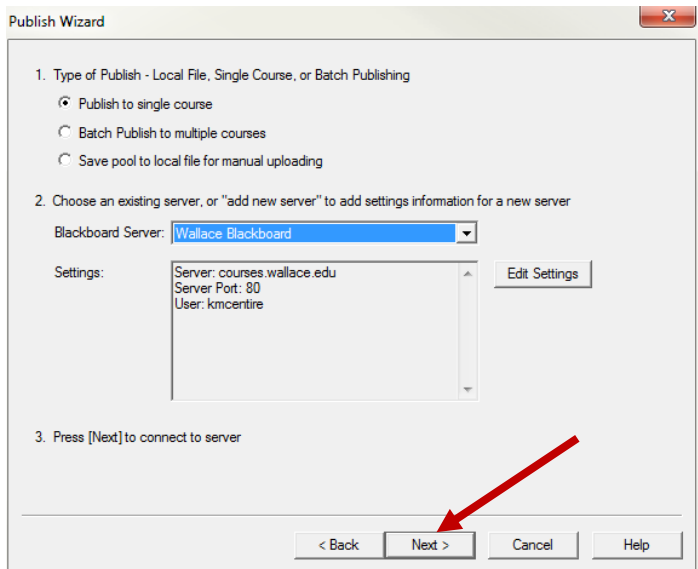 Publish Wizard
1. Type of Publish - Local File, Single Course, or Batch Publishing
Publish to single course
Batch Publish to multiple courses
Save pool to local file for manual uploading
2. Choose an existing server, or "add new server" to add settings information for a new server
Blackboard Server: Wallace Blackboard
Settings:
Server: courses.wallace.edu
Server Port: 80
User: kmcentire
Edit Settings
3. Press [Next] to connect to server
< Back Next > Cancel Help